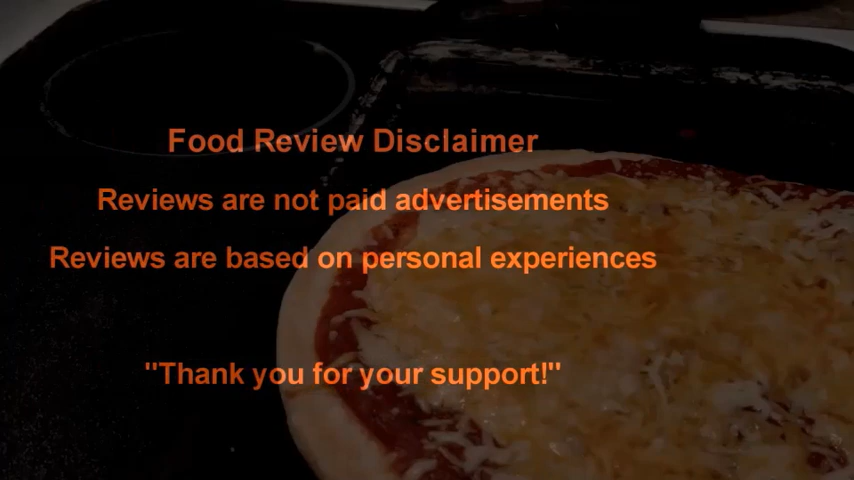 Food Review Disclaimer
Reviews are not paid advertisements
Reviews are based on personal experiences
"Thank you for your support!"